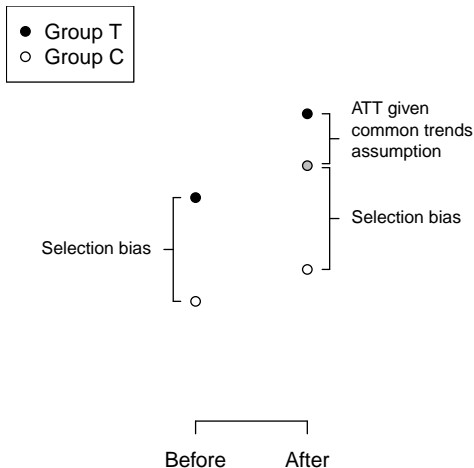 Group T
Group C
ATT given
common trends
assumption
Selection bias
Selection bias
Before
After